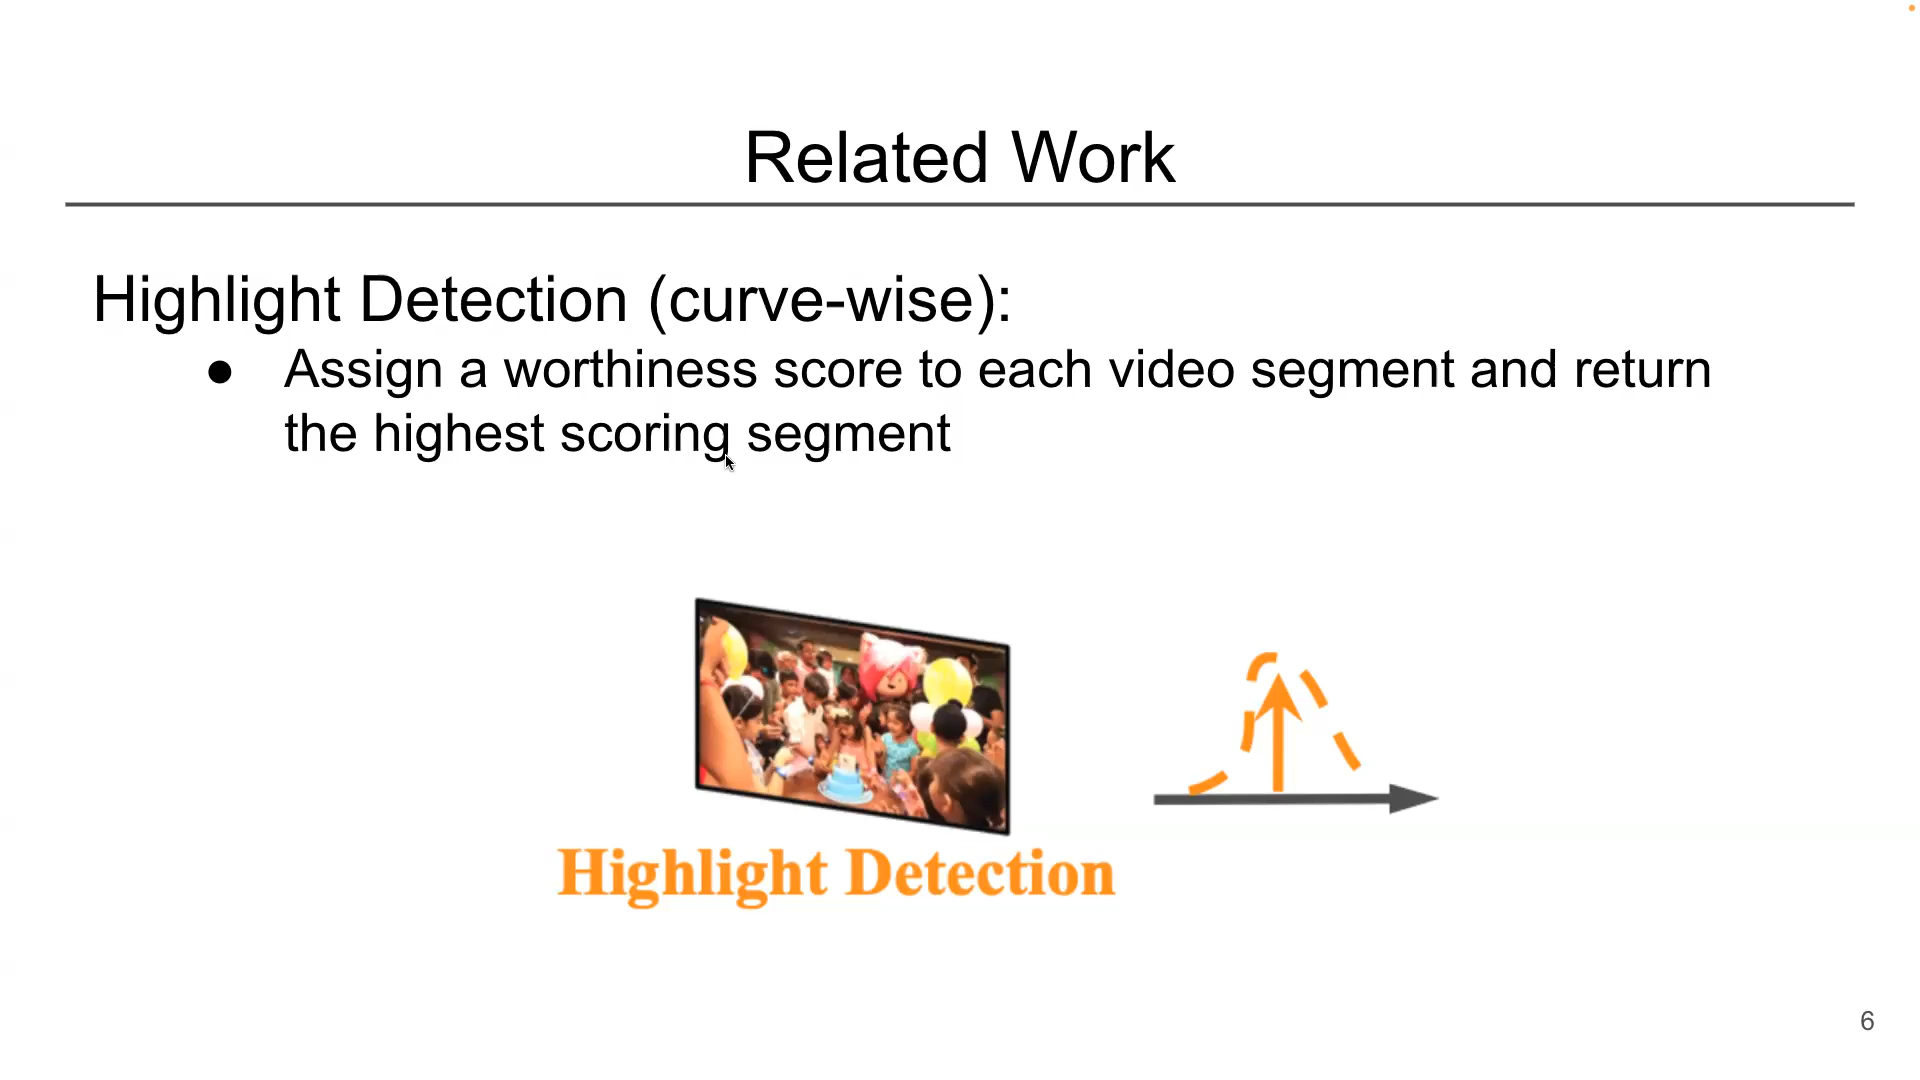 Related Work
Highlight Detection (curve-wise):
● Assign a worthiness score to each video segment and return
the highest scoring segment
Highlight Detection
6